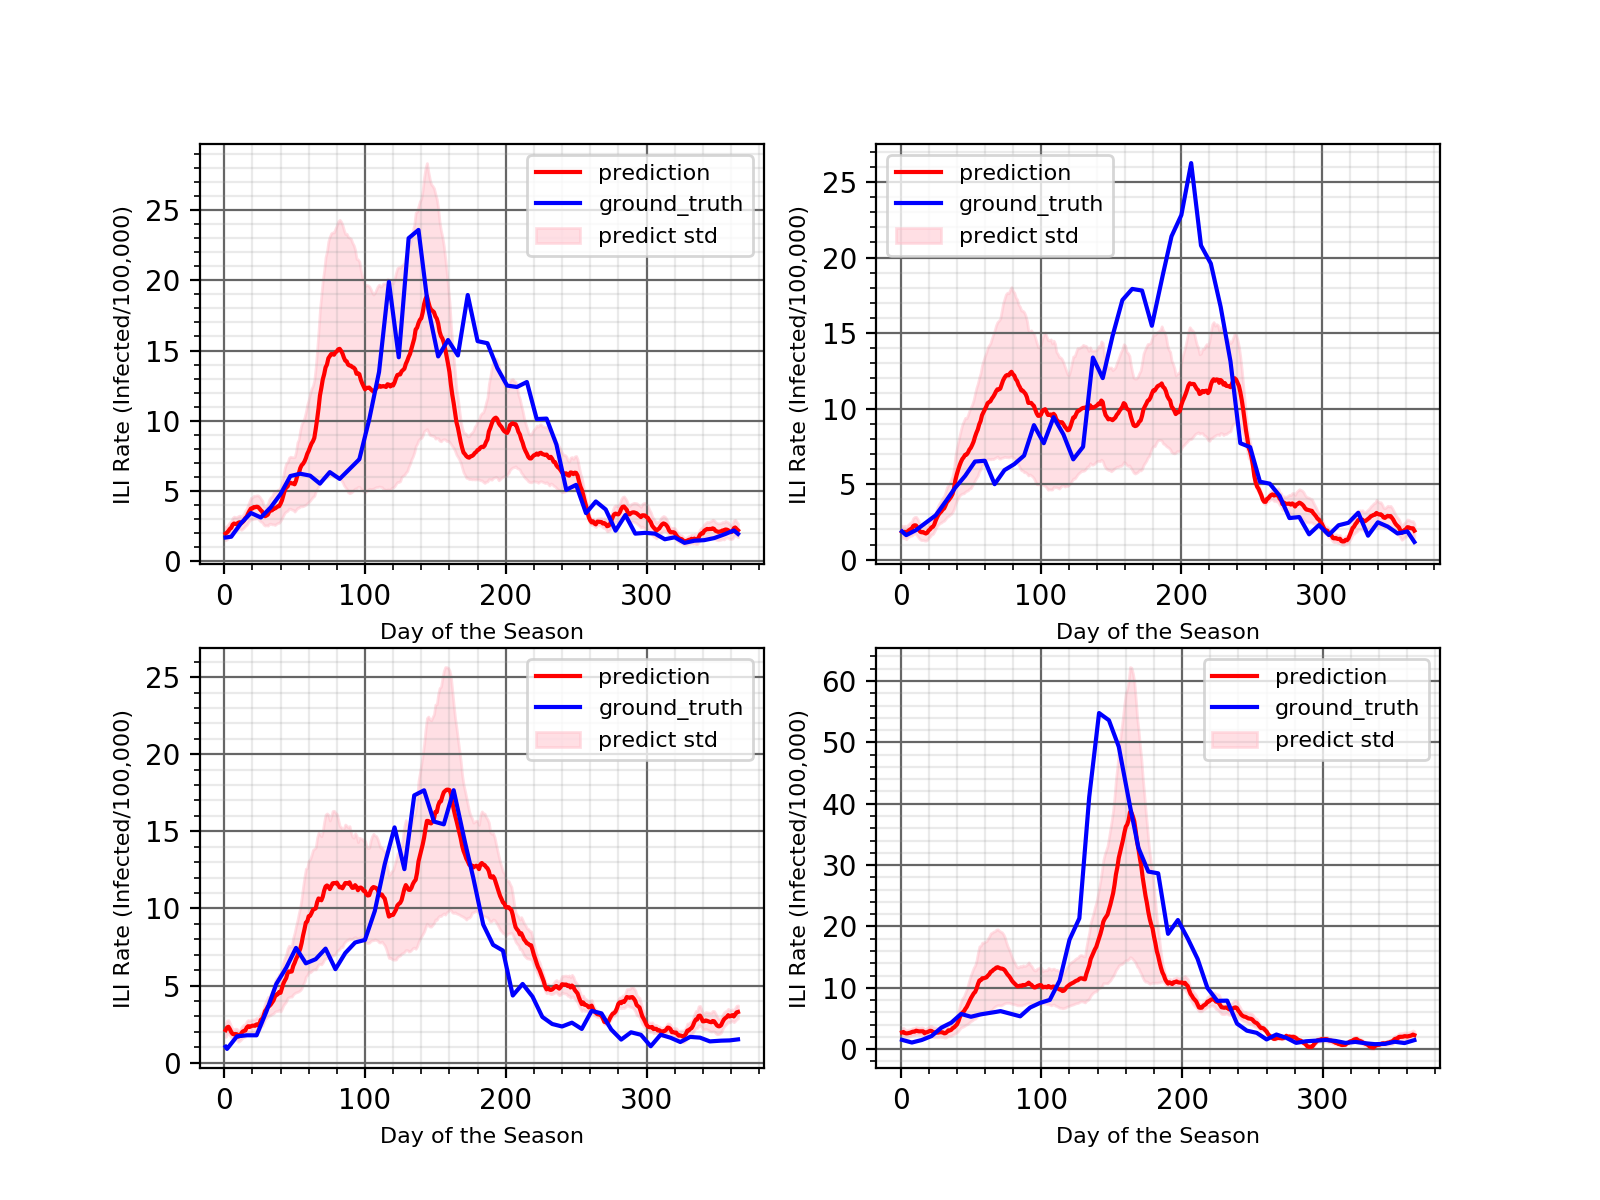 ILI Rate (Infected/100,000)
25
20
15
10
5
0
prediction
ground_truth
predict std
0 100 200 300
Day of the Season
ILI Rate (Infected/100,000)
25
20
15
10
5
0
prediction
ground_truth
predict std
0 100 200 300
Day of the Season
ILI Rate (Infected/100,000)
25
20
15
10
5
0
prediction
ground_truth
predict std
0 100 200 300
Day of the Season
ILI Rate (Infected/100,000)
60
50
40
30
20
10
0
prediction
ground_truth
predict std
0 100 200 300
Day of the Season